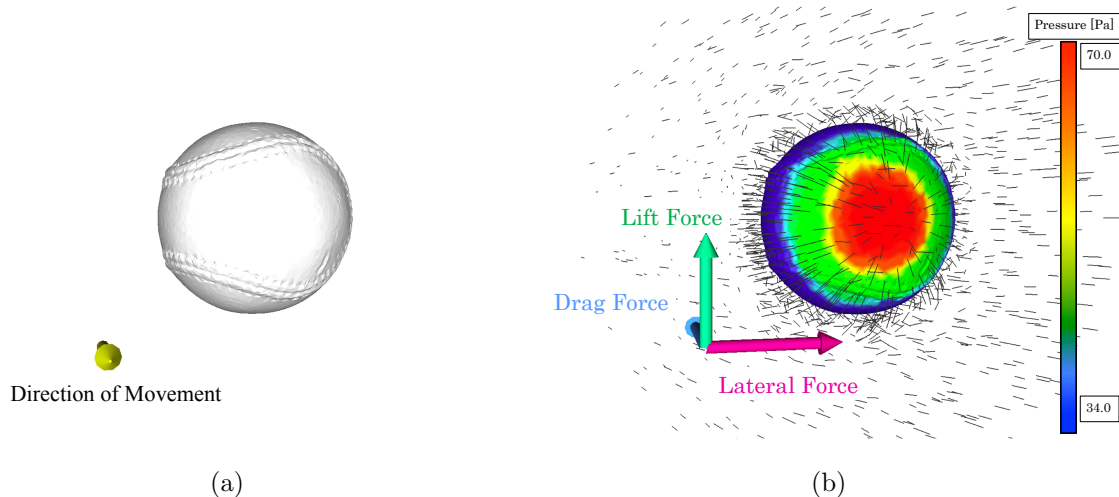 Pressure [Pa]
70.0
Lift Force
Drag Force
Direction of Movement
Lateral Force
34.0
(a)
(b)